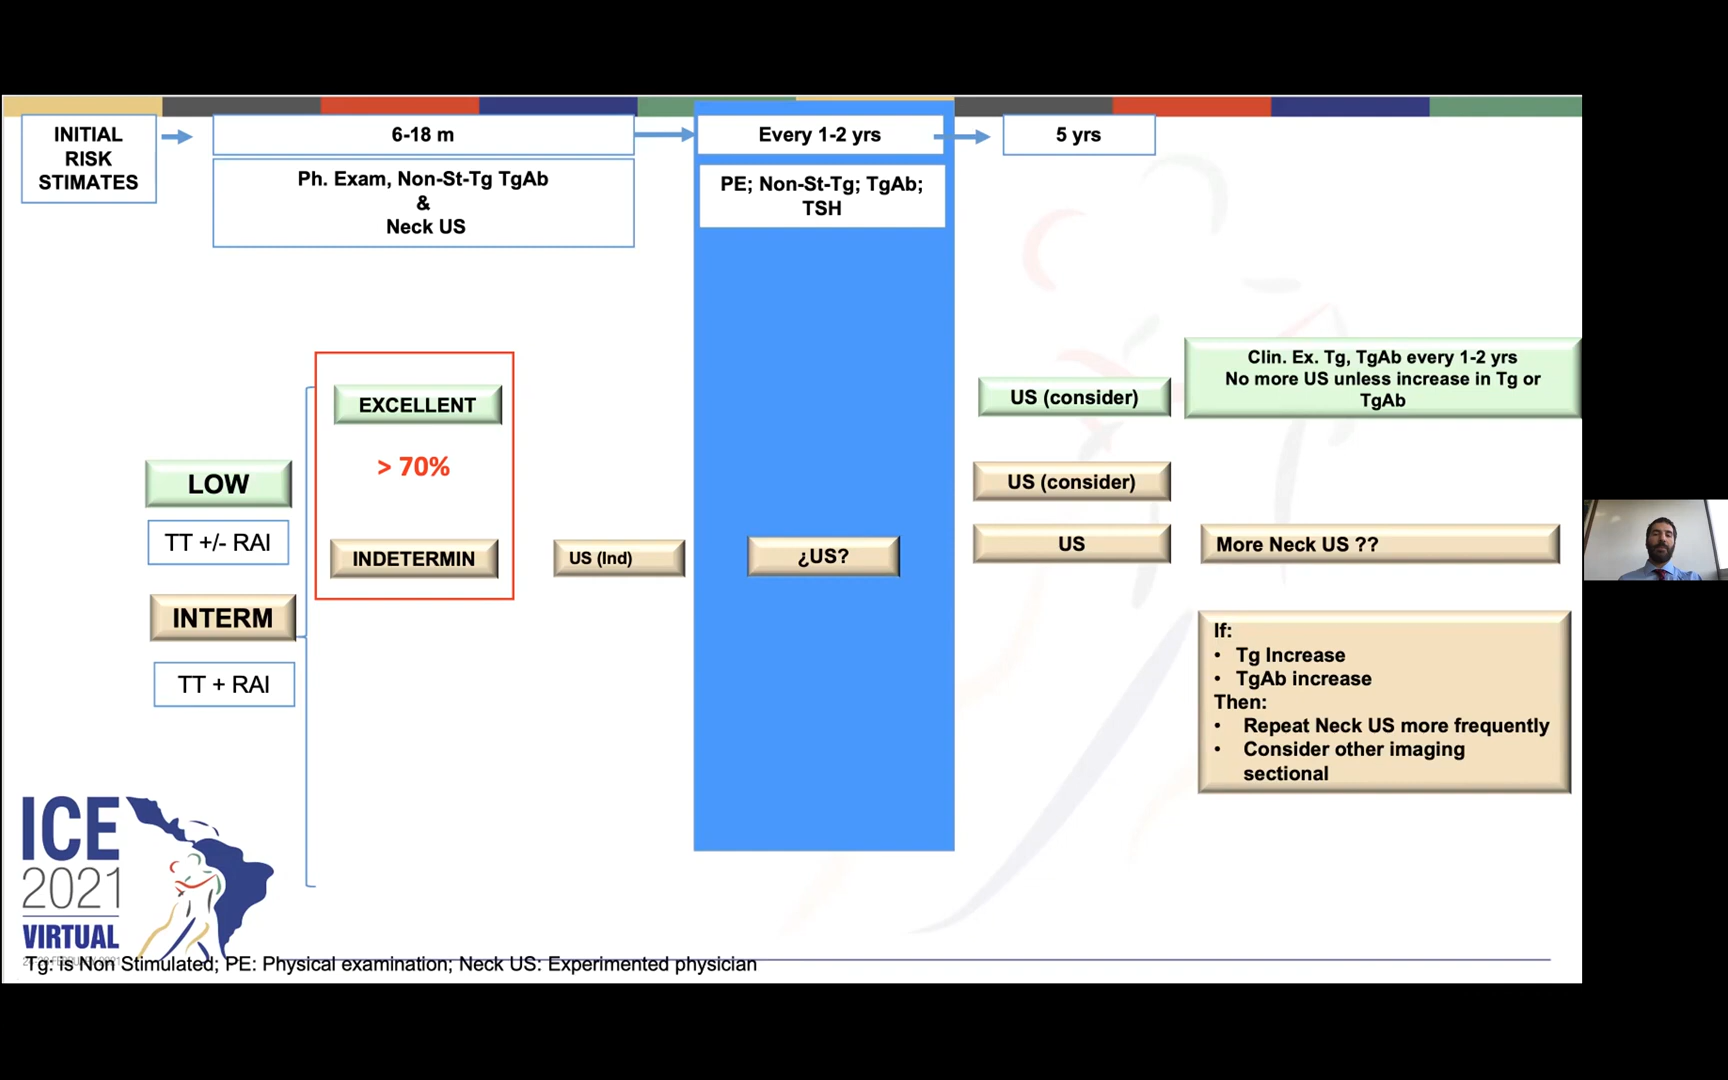 INITIAL
RISK
STIMATES
6-18 m
Ph. Exam, Non-St-Tg TgAb
&
Neck US
Every 1-2 yrs
PE; Non-St-Tg; TgAb;
TSH
5 yrs
EXCELLENT
> 70%
INDETERMIN
LOW
TT +/- RAI
INTERM
TT + RAI
US (Ind)
¿US?
US (consider)
Clin. Ex. Tg, TgAb every 1-2 yrs
No more US unless increase in Tg or
TgAb
US (consider)
US
More Neck US ??
If:
• Tg Increase
• TgAb increase
Then:
• Repeat Neck US more frequently
• Consider other imaging
sectional
ICE
2021
VIRTUAL
Tg: is Non Stimulated; PE: Physical examination; Neck US: Experimented physician